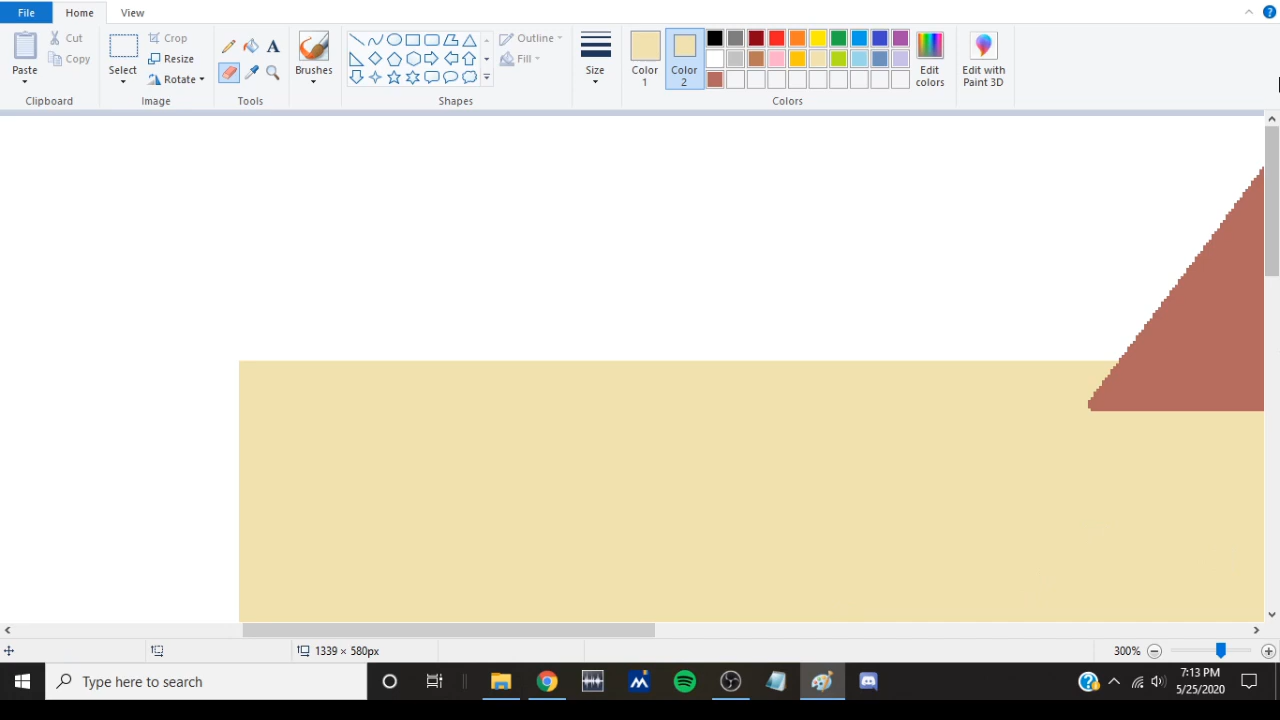 File Home View
Paste
Cut
Copy
Clipboard
Select
Crop
Resize
Rotate
Image
A
Tools
Brushes
Shapes
Outline
Fill
Size
Color
1
Color
2
Colors
Edit
colors
Edit with
Paint 3D
1339 × 580px
300%
Type here to search
7:13 PM
5/25/2020